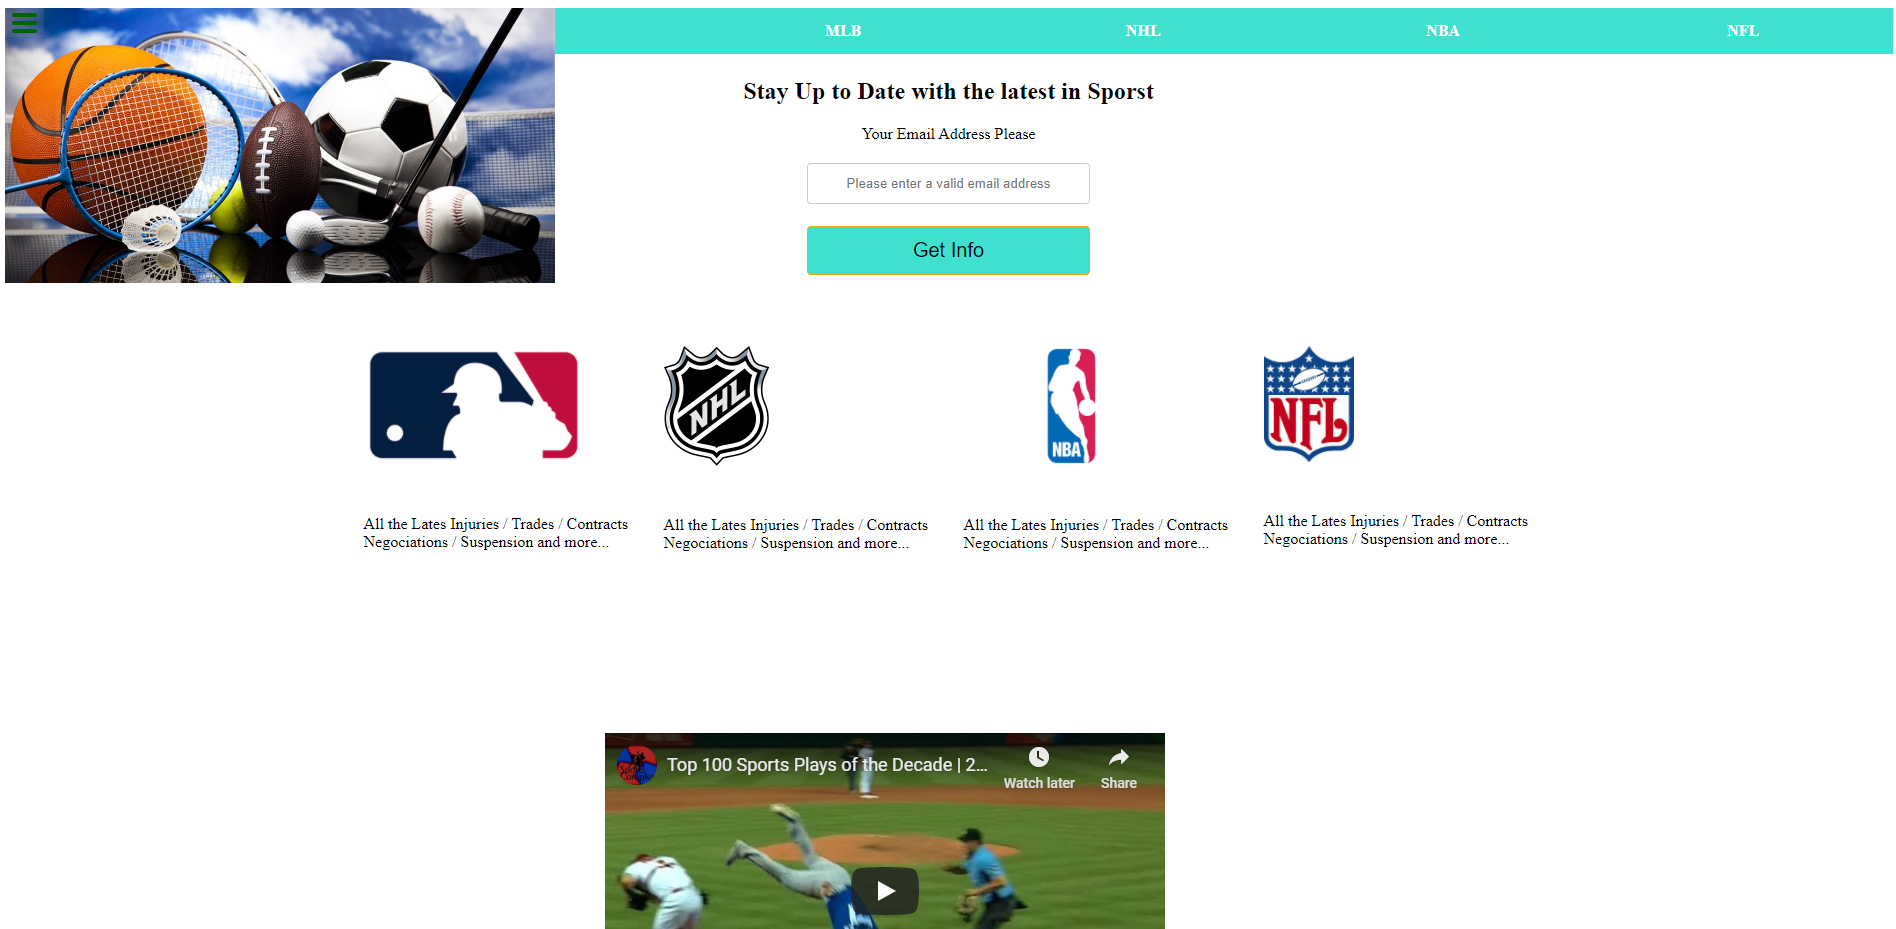 MLB NHL NBA NFL
Stay Up to Date with the latest in Sporst
Your Email Address Please
Please enter a valid email address
Get Info
NHL
NBA
NFL
All the Lates Injuries / Trades / Contracts
Negociations / Suspension and more...
All the Lates Injuries / Trades / Contracts
Negociations / Suspension and more...
All the Lates Injuries / Trades / Contracts
Negociations / Suspension and more...
All the Lates Injuries / Trades / Contracts
Negociations / Suspension and more...
Top 100 Sports Plays of the Decade | 2...
Watch later
Share